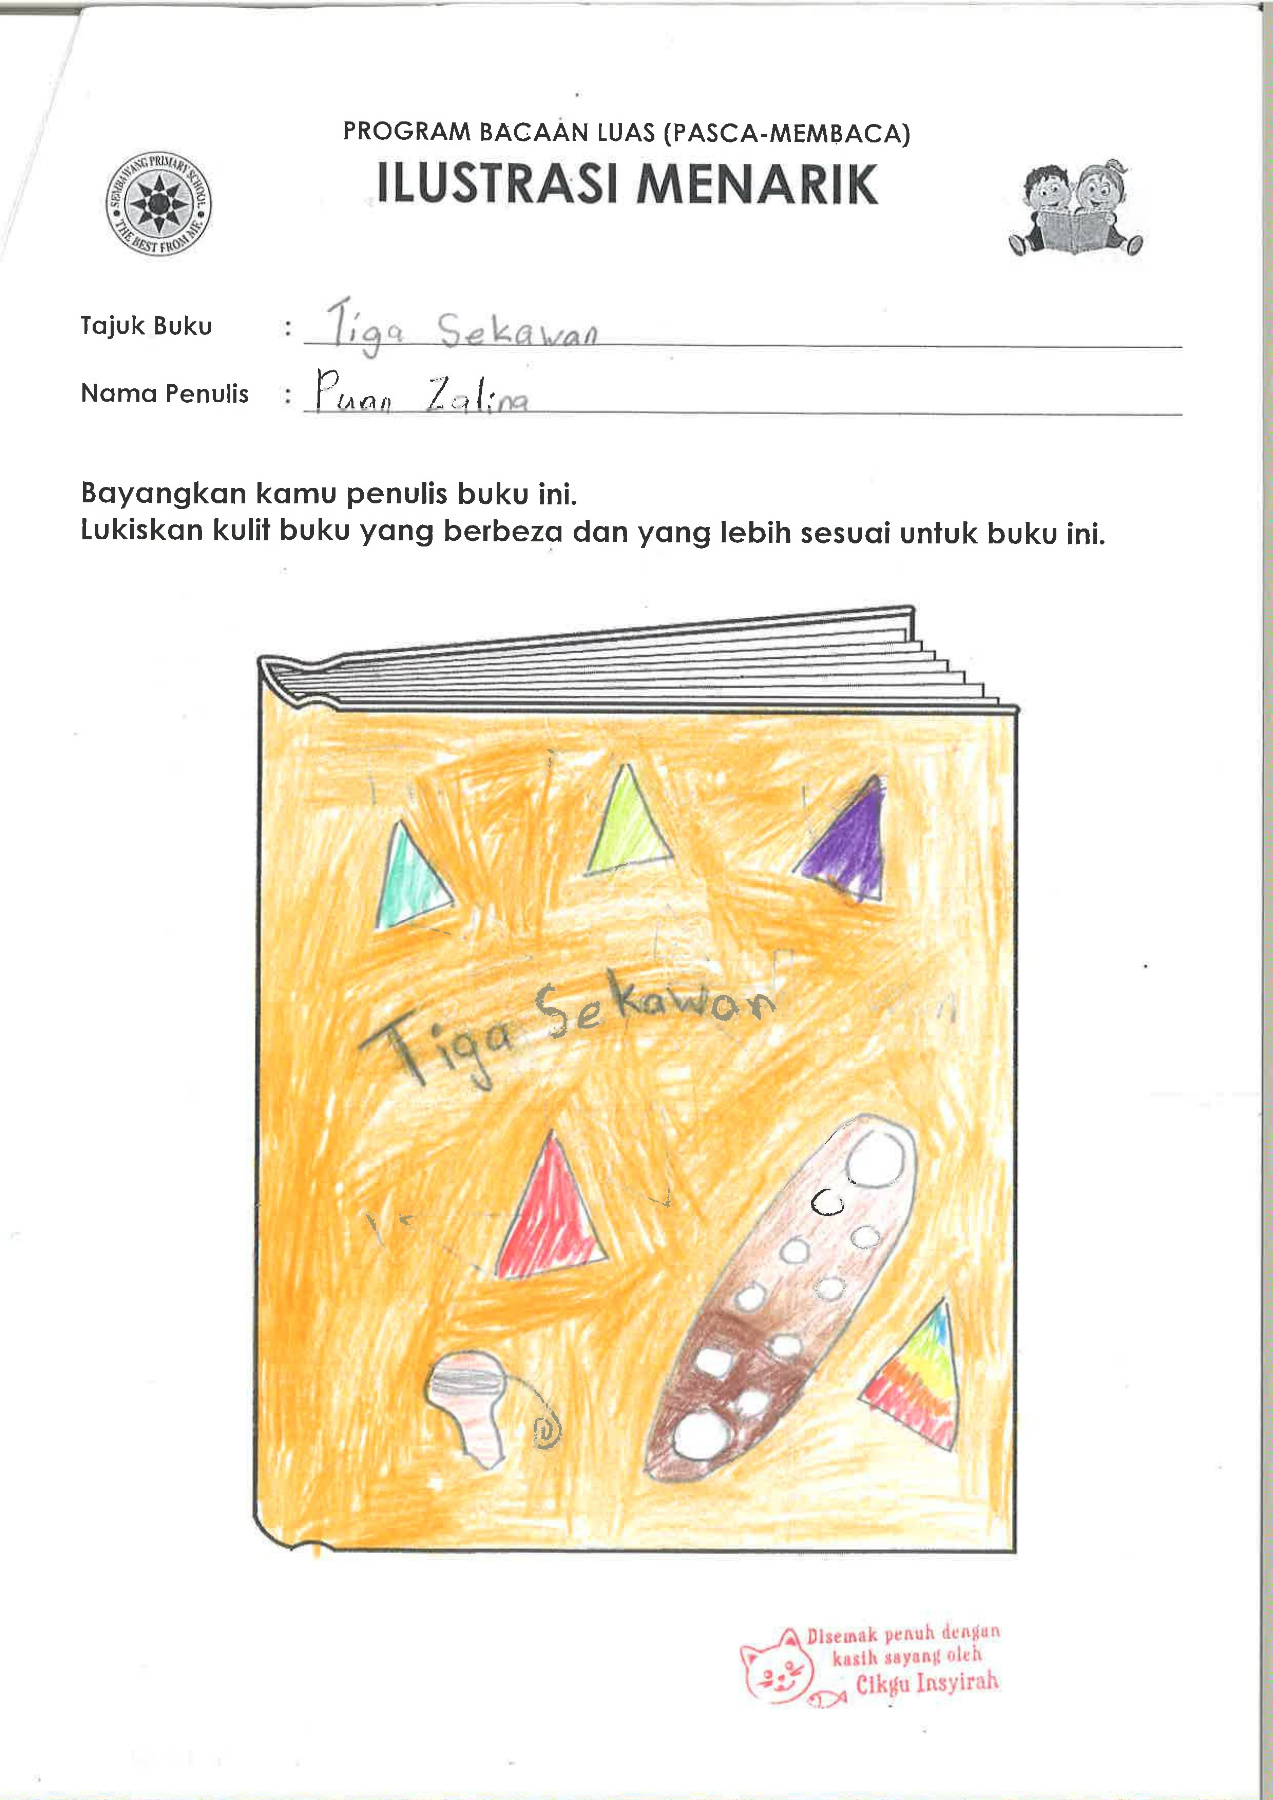 PROGRAM BACAAN LUAS (PASCA-MEMBACA)
ILUSTRASI MENARIK
SEMBAWANG PRIMARY SCHOOL
THE BEST FROM ME
Tajuk Buku : Tiga Sekawan
Nama Penulis : Puan Zalina
Bayangkan kamu penulis buku ini.
Lukiskan kulit buku yang berbeza dan yang lebih sesuai untuk buku ini.
Tiga Sekawan
Disemak penuh dengan
kasih sayang oleh
Cikgu Insyirah